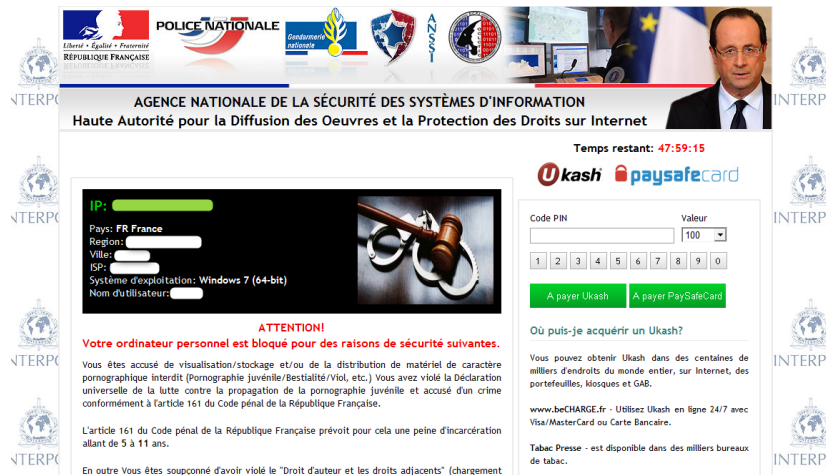 Liberté • Égalité • Fraternité
RÉPUBLIQUE FRANÇAISE
POLICE NATIONALE
Gendarmerie
nationale
ANSSI
AGENCE NATIONALE DE LA SÉCURITÉ DES SYSTÈMES D'INFORMATION
Haute Autorité pour la Diffusion des Oeuvres et la Protection des Droits sur Internet
Temps restant: 47:59:15
Ukash paysafecard
IP:
Pays: FR France
Region:
Ville:
ISP:
Système d'exploitation: Windows 7 (64-bit)
Nom d'utilisateur:
ATTENTION!
Votre ordinateur personnel est bloqué pour des raisons de sécurité suivantes.
Vous êtes accusé de visualisation/stockage et/ou de la distribution de matériel de caractère
pornographique interdit (Pornographie juvénile/Bestialité/Viol, etc.) Vous avez violé la Déclaration
universelle de la lutte contre la propagation de la pornographie juvénile et accusé d'un crime
conformément à l'article 161 du Code pénal de la République Française.
L'article 161 du Code pénal de la République Française prévoit pour cela une peine d'incarcération
allant de 5 à 11 ans.
En outre Vous êtes soupçonné d'avoir violé le "Droit d'auteur et les droits adjacents" (chargement
Code PIN Valeur
100
1 2 3 4 5 6 7 8 9 0
A payer Ukash A payer PaySafeCard
Où puis-je acquérir un Ukash?
Vous pouvez obtenir Ukash dans des centaines de
milliers d'endroits du monde entier, sur Internet, des
portefeuilles, kiosques et GAB.
www.beCHARGE.fr - Utilisez Ukash en ligne 24/7 avec
Visa/MasterCard ou Carte Bancaire.
Tabac Presse - est disponible dans des milliers bureaux
de tabac.